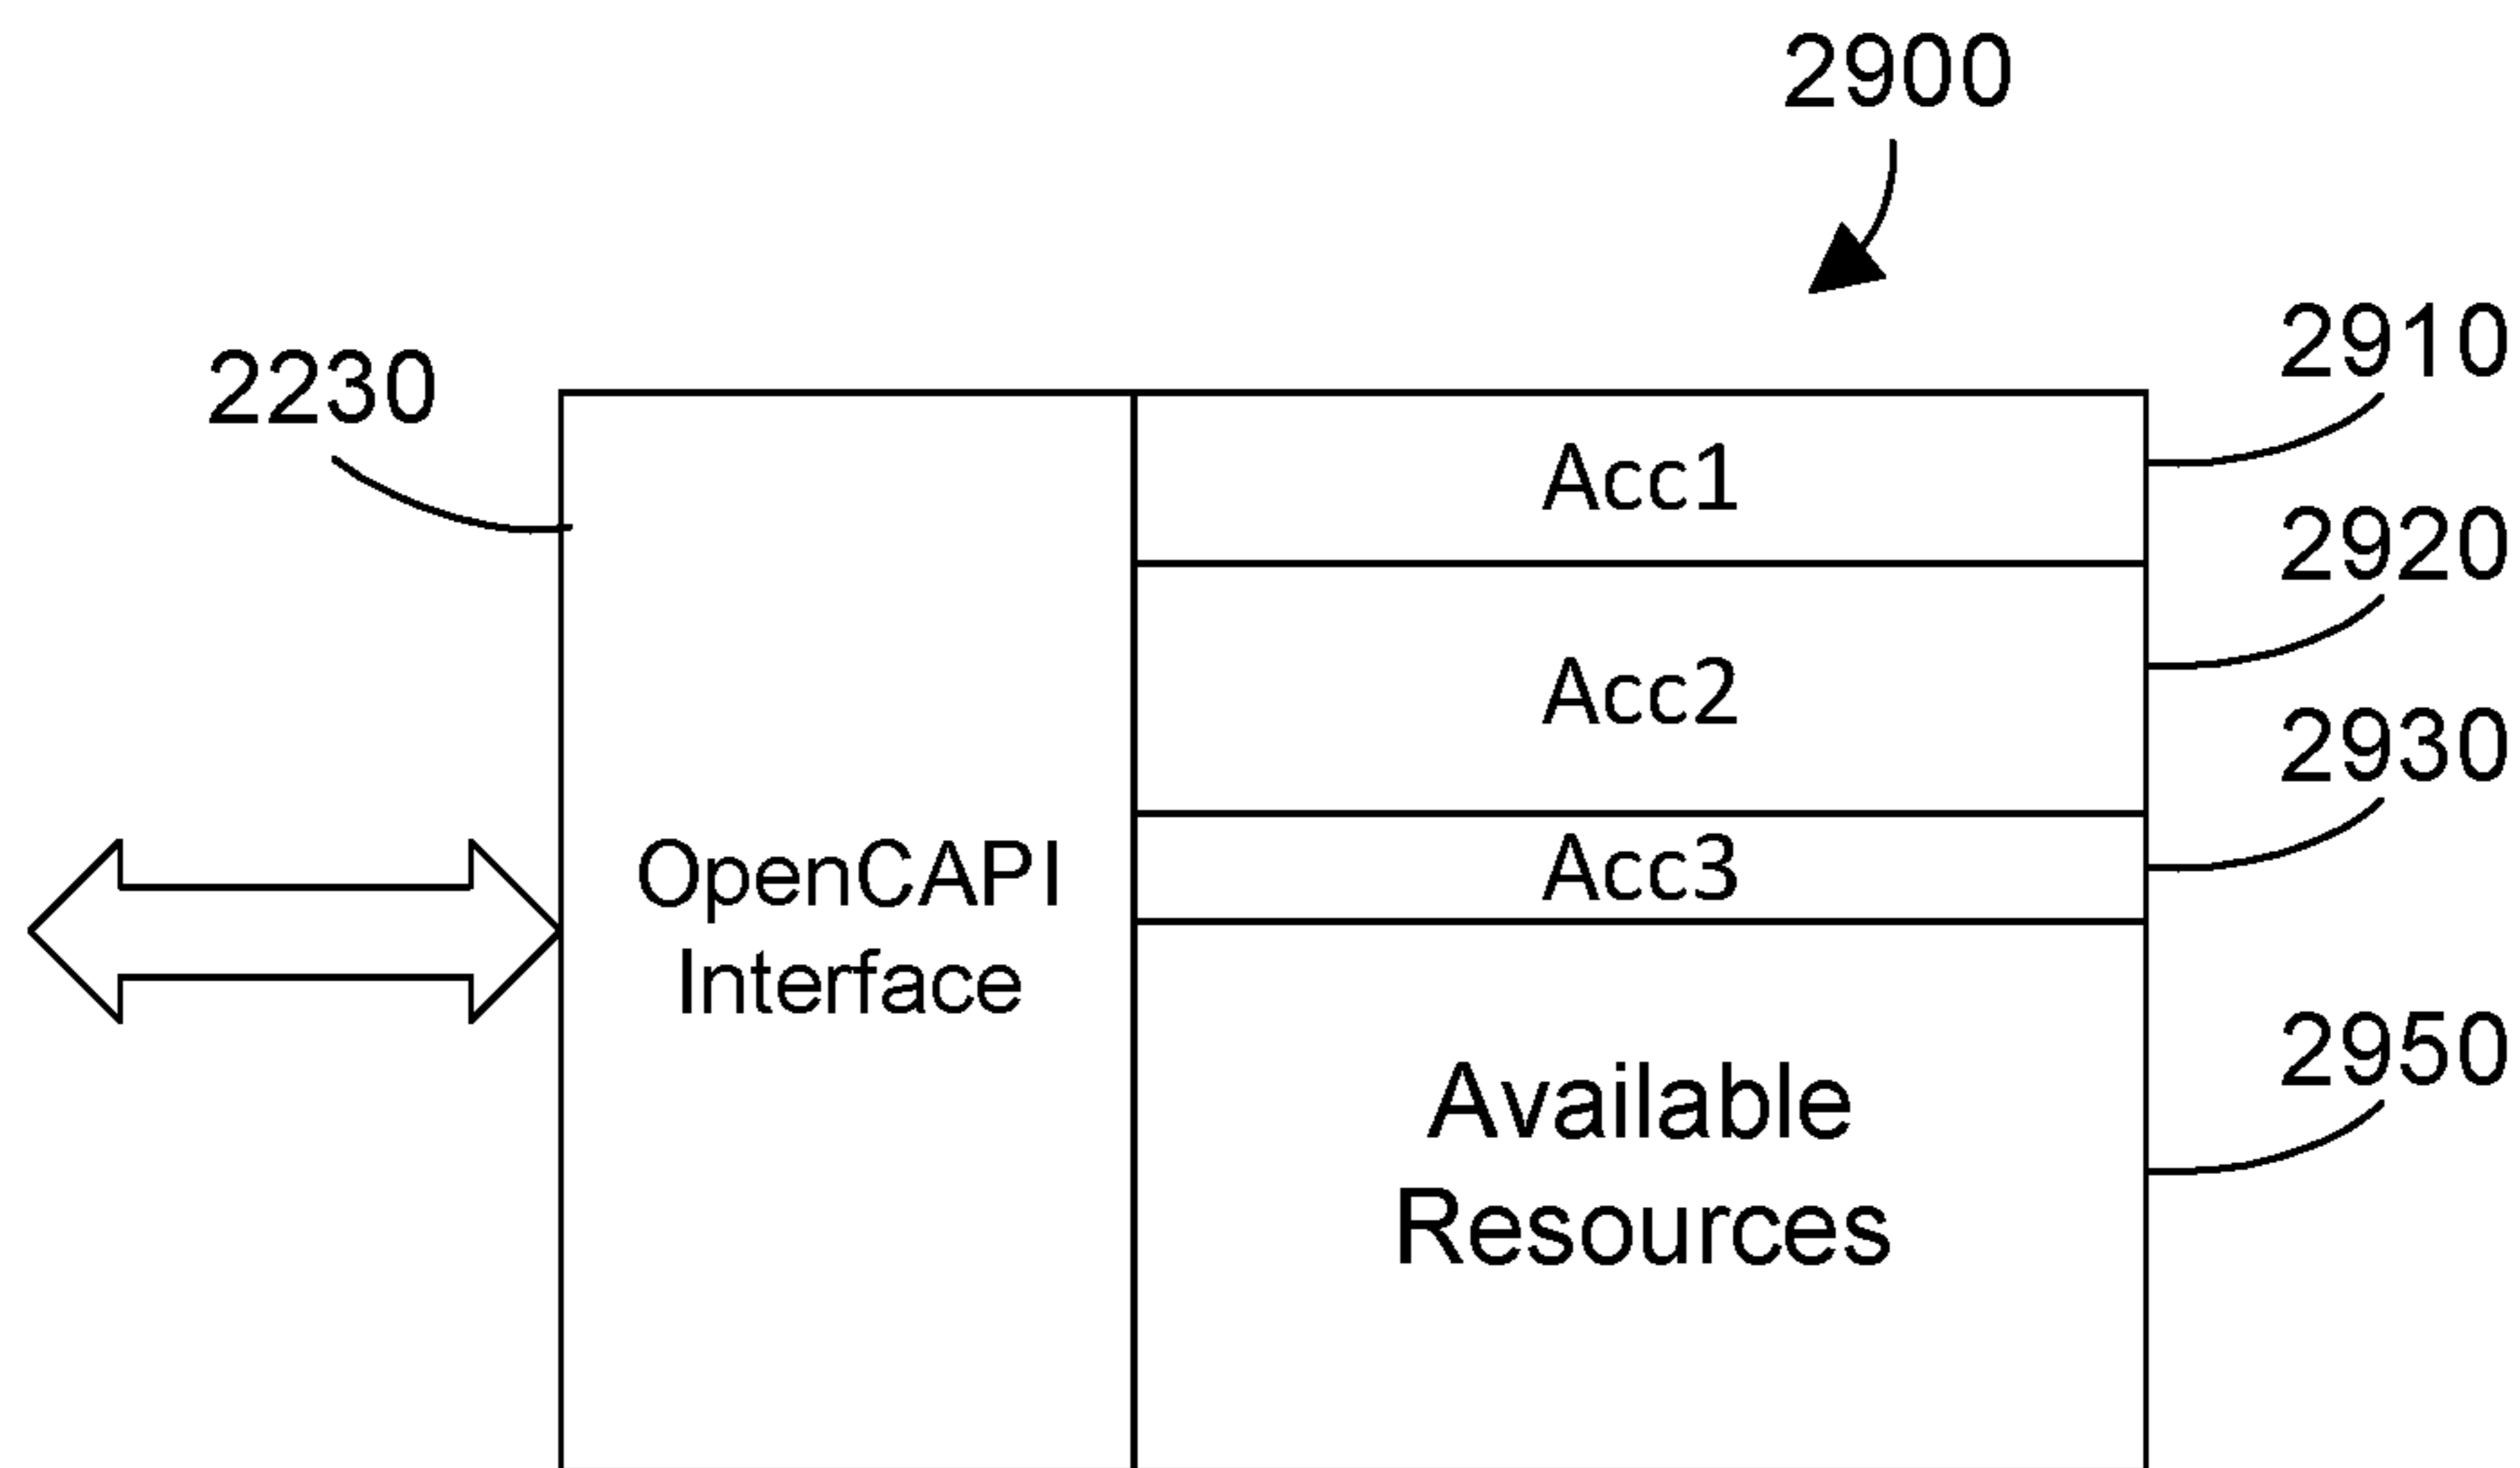 2900
2910
2230
Acc1
2920
Acc2
2930
Acc3
OpenCAPI
Interface
2950
Available
Resources